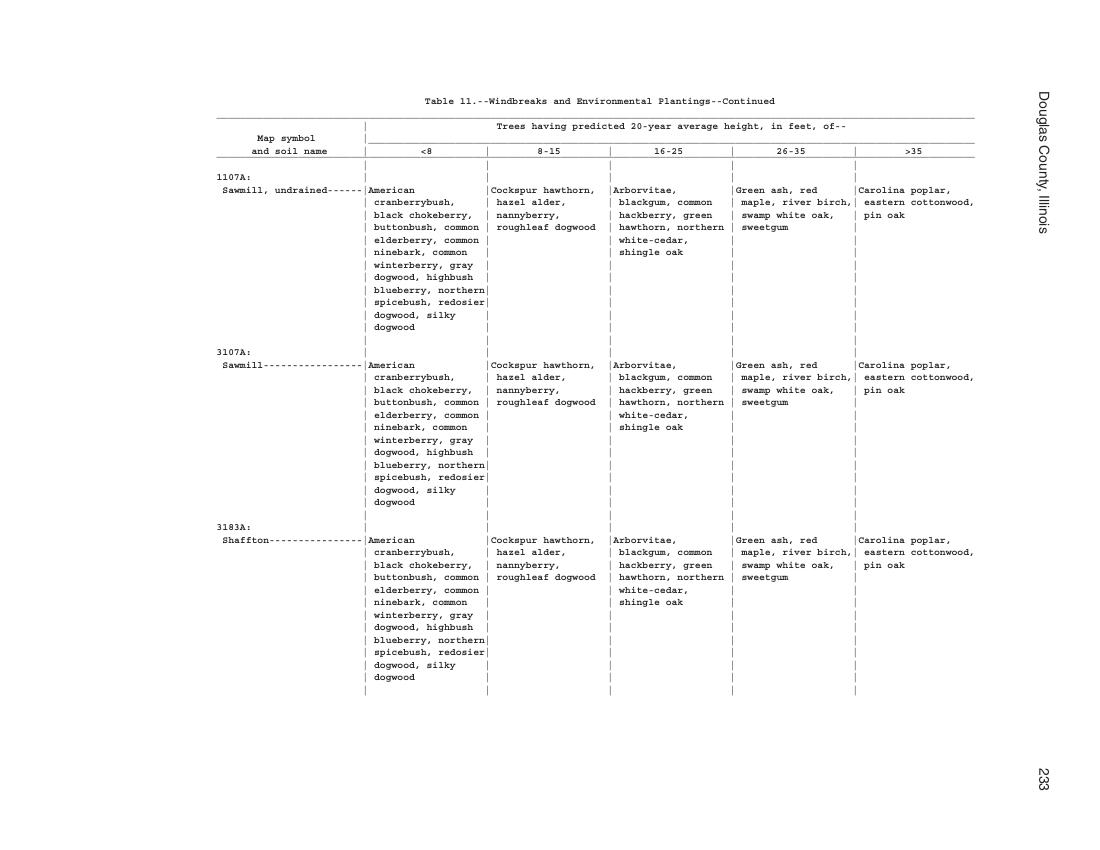 Table 11.--Windbreaks and Environmental Plantings--Continued
Trees having predicted 20-year average height, in feet, of--
Map symbol
and soil name <8 8-15 16-25 26-35 >35
1107A:
Sawmill, undrained------ American Cockspur hawthorn, Arborvitae, Green ash, red Carolina poplar,
cranberrybush, hazel alder, blackgum, common maple, river birch, eastern cottonwood,
black chokeberry, nannyberry, hackberry, green swamp white oak, pin oak
buttonbush, common roughleaf dogwood hawthorn, northern sweetgum
elderberry, common white-cedar,
ninebark, common shingle oak
winterberry, gray
dogwood, highbush
blueberry, northern
spicebush, redosier
dogwood, silky
dogwood
3107A:
Sawmill----------------- American Cockspur hawthorn, Arborvitae, Green ash, red Carolina poplar,
cranberrybush, hazel alder, blackgum, common maple, river birch, eastern cottonwood,
black chokeberry, nannyberry, hackberry, green swamp white oak, pin oak
buttonbush, common roughleaf dogwood hawthorn, northern sweetgum
elderberry, common white-cedar,
ninebark, common shingle oak
winterberry, gray
dogwood, highbush
blueberry, northern
spicebush, redosier
dogwood, silky
dogwood
3183A:
Shaffton---------------- American Cockspur hawthorn, Arborvitae, Green ash, red Carolina poplar,
cranberrybush, hazel alder, blackgum, common maple, river birch, eastern cottonwood,
black chokeberry, nannyberry, hackberry, green swamp white oak, pin oak
buttonbush, common roughleaf dogwood hawthorn, northern sweetgum
elderberry, common white-cedar,
ninebark, common shingle oak
winterberry, gray
dogwood, highbush
blueberry, northern
spicebush, redosier
dogwood, silky
dogwood
Douglas County, Illinois
233